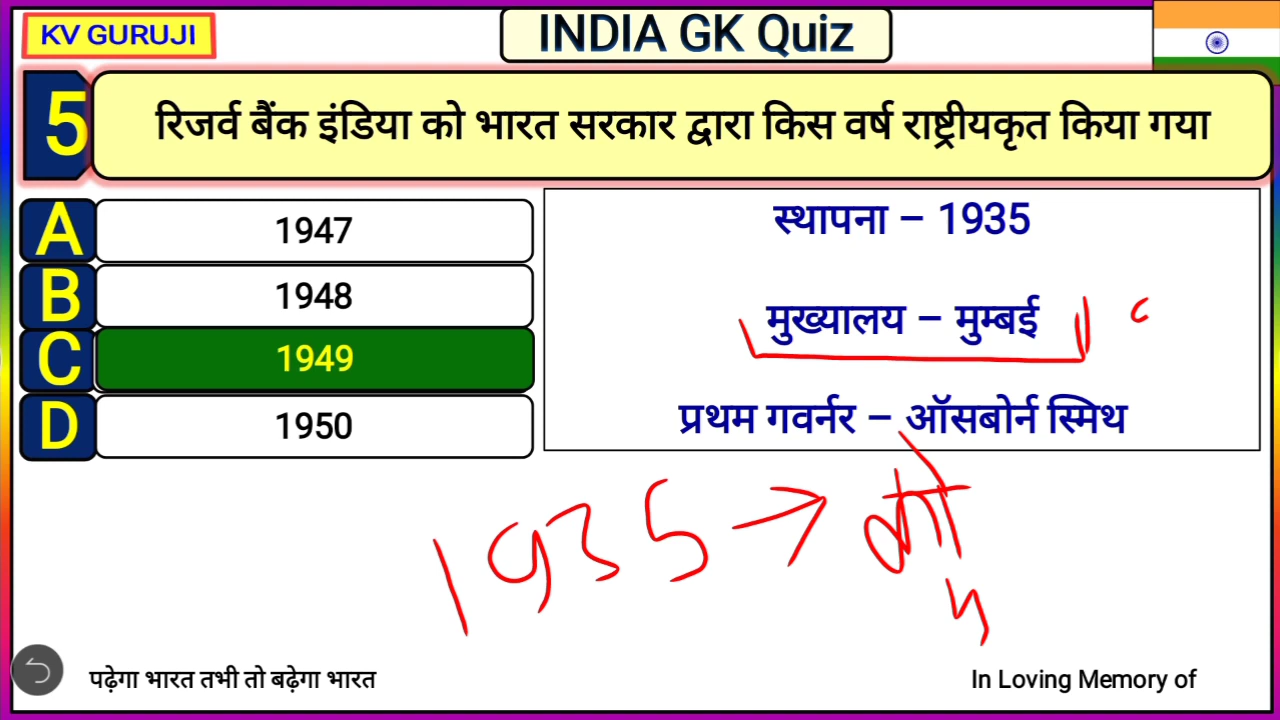 KV GURUJI
INDIA GK Quiz
5
रिजर्व बैंक इंडिया को भारत सरकार द्वारा किस वर्ष राष्ट्रीयकृत किया गया
A 1947
B 1948
C 1949
D 1950
स्थापना – 1935
मुख्यालय – मुम्बई
प्रथम गवर्नर – ऑसबोर्न स्मिथ
1935 →
पढ़ेगा भारत तभी तो बढ़ेगा भारत
In Loving Memory of